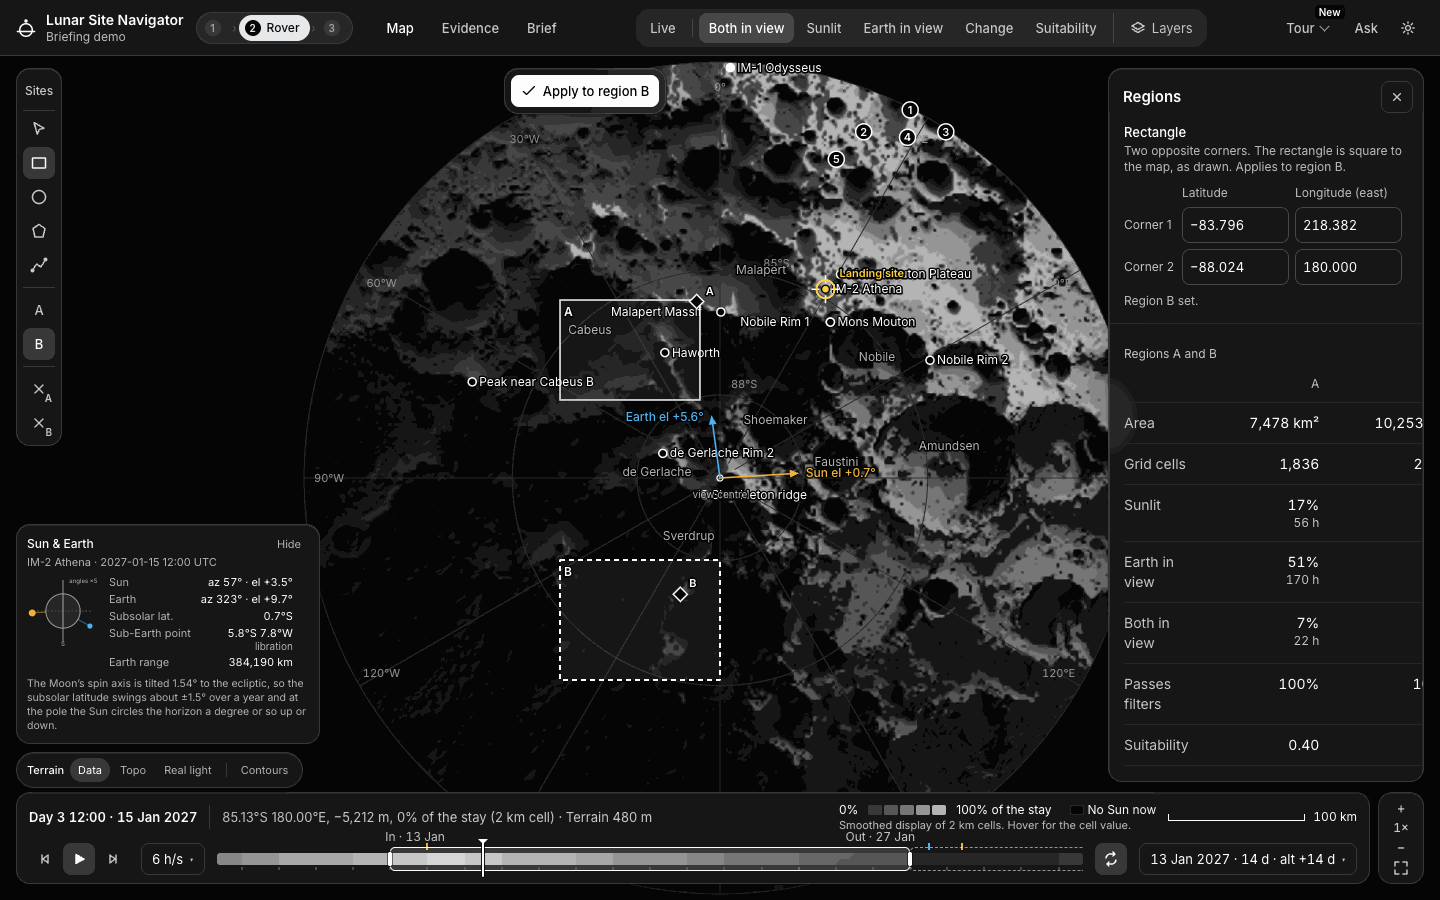 Lunar Site Navigator
Briefing demo
1 2 Rover 3
Map Evidence Brief
Live Both in view Sunlit Earth in view Change Suitability Layers
New
Tour Ask
Sites
A
B
A
B
Apply to region B
IM-1 Odysseus
0°
30°W
1
2
4
3
5
85°S
Malapert
Landing site
ton Plateau
IM-2 Athena
60°W
A
A
Malapert Massif
Cabeus
Nobile Rim 1
Mons Mouton
Haworth
Nobile
Nobile Rim 2
Peak near Cabeus B
88°S
Earth el +5.6°
Shoemaker
Amundsen
de Gerlache Rim 2
Faustini
de Gerlache
Sun el +0.7°
90°W
view centre
eton ridge
Sverdrup
B
B
120°W
120°E
Regions
Rectangle
Two opposite corners. The rectangle is square to
the map, as drawn. Applies to region B.
Latitude Longitude (east)
Corner 1 −83.796 218.382
Corner 2 −88.024 180.000
Region B set.
Regions A and B
A
Area 7,478 km² 10,253
Grid cells 1,836 2
Sunlit 17%
56 h
Earth in
view 51%
170 h
Both in
view 7%
22 h
Passes
filters 100% 10
Suitability 0.40
Sun & Earth Hide
IM-2 Athena · 2027-01-15 12:00 UTC
angles ×5
S
Sun az 57° · el +3.5°
Earth az 323° · el +9.7°
Subsolar lat. 0.7°S
Sub-Earth point 5.8°S 7.8°W
libration
Earth range 384,190 km
The Moon's spin axis is tilted 1.54° to the ecliptic, so the
subsolar latitude swings about ±1.5° over a year and at
the pole the Sun circles the horizon a degree or so up or
down.
Terrain Data Topo Real light Contours
Day 3 12:00 · 15 Jan 2027 85.13°S 180.00°E, −5,212 m, 0% of the stay (2 km cell) · Terrain 480 m
0% 100% of the stay No Sun now
Smoothed display of 2 km cells. Hover for the cell value.
100 km
In · 13 Jan
Out · 27 Jan
6 h/s
13 Jan 2027 · 14 d · alt +14 d
+
1×
−